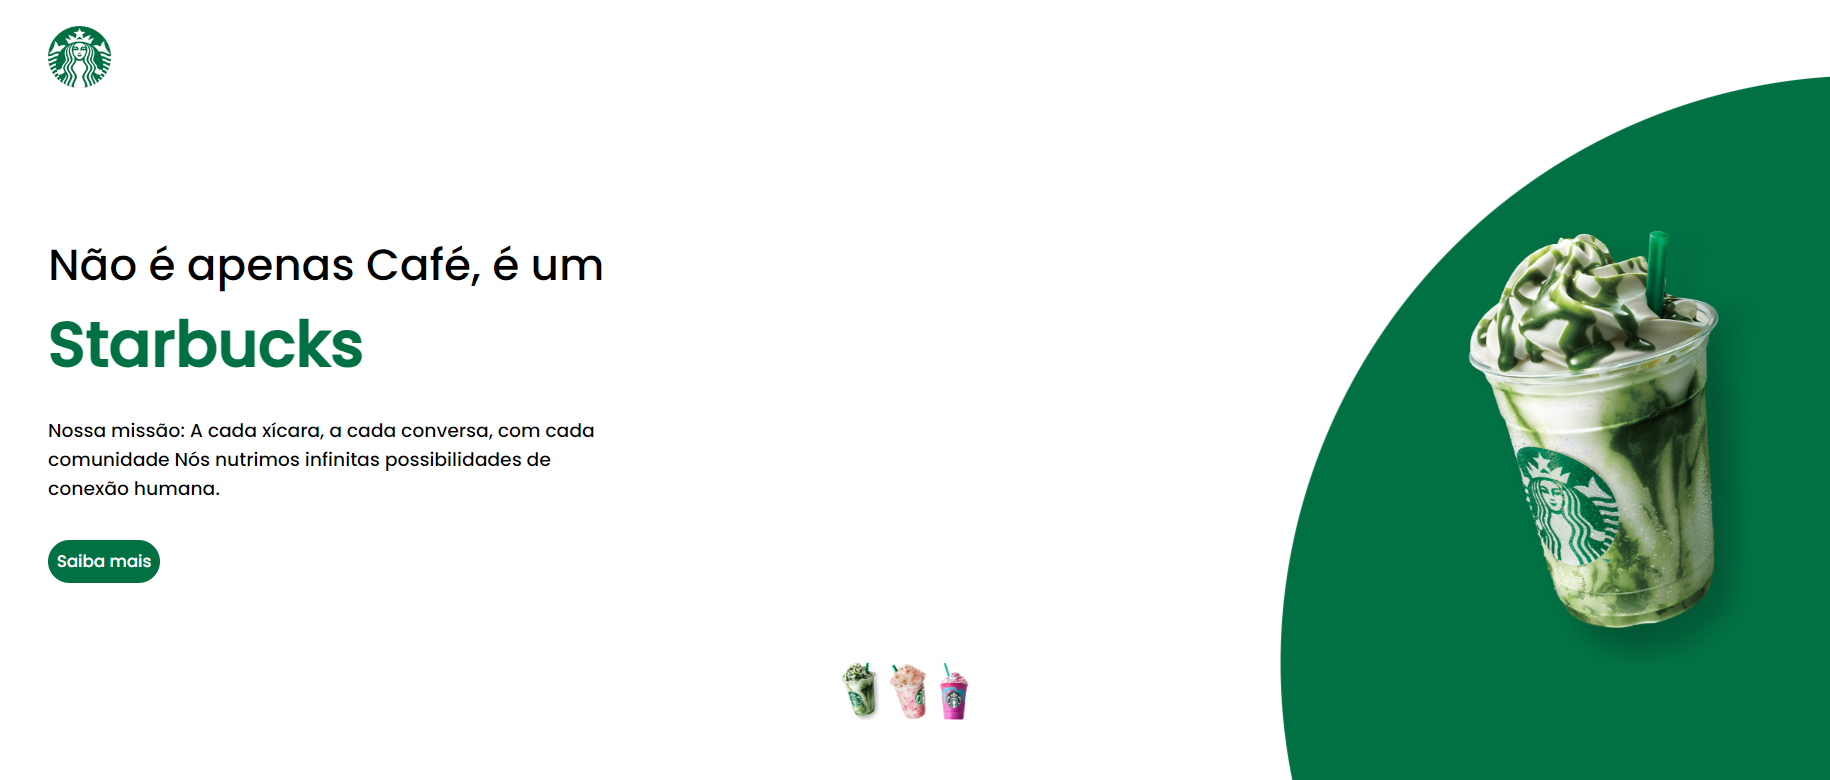 Não é apenas Café, é um
Starbucks
Nossa missão: A cada xícara, a cada conversa, com cada
comunidade Nós nutrimos infinitas possibilidades de
conexão humana.
Saiba mais